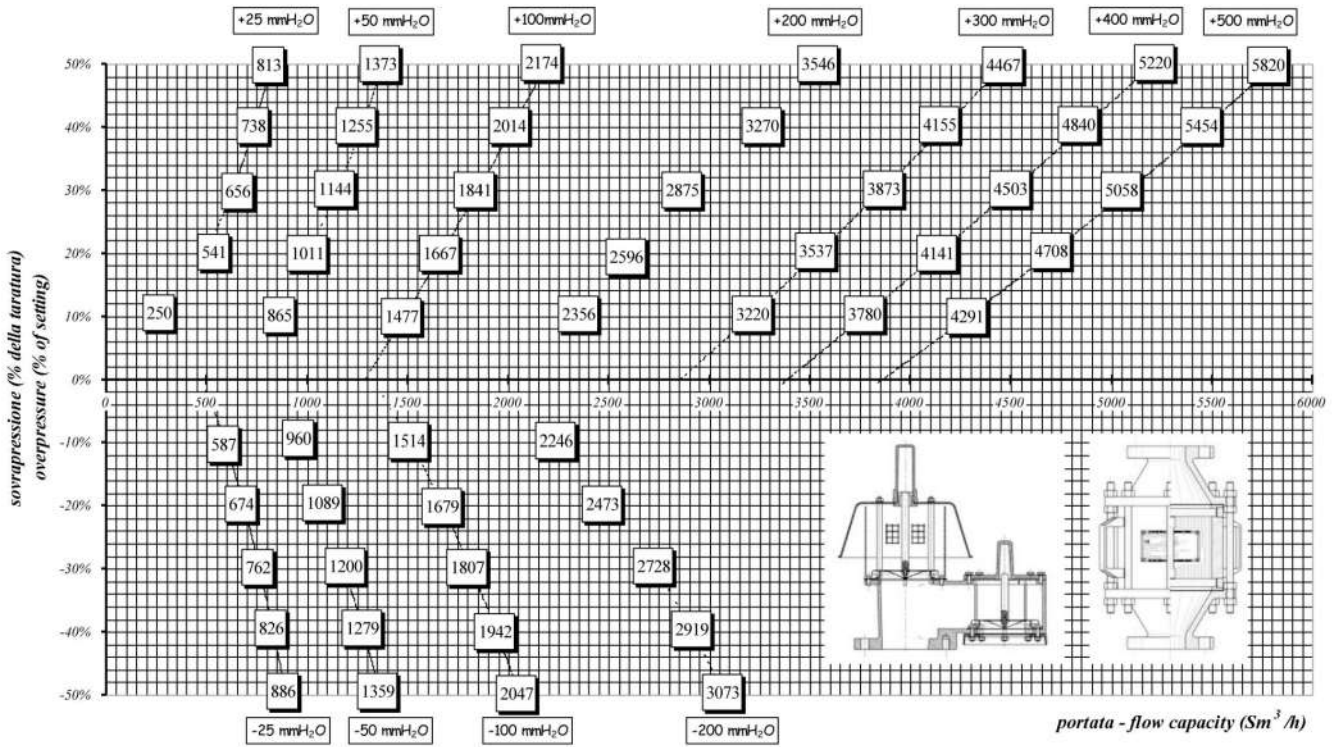 +25 mmH₂O +50 mmH₂O +100mmH₂O +200 mmH₂O +300 mmH₂O +400 mmH₂O +500 mmH₂O
50% 813 1373 2174 3546 4467 5220 5820
40% 738 1255 2014 3270 4155 4840 5454
30% 656 1144 1841 2875 3873 4503 5058
20% 541 1011 1667 2596 3537 4141 4708
10% 250 865 1477 2356 3220 3780 4291
0%
0 500 1000 1500 2000 2500 3000 3500 4000 4500 5000 5500 6000
-10% 587 960 1514 2246
-20% 674 1089 1679 2473
-30% 762 1200 1807 2728
-40% 826 1279 1942 2919
-50% 886 1359 2047 3073
-25 mmH₂O -50 mmH₂O -100 mmH₂O -200 mmH₂O
sovrapressione (% della taratura)
overpressure (% of setting)
portata - flow capacity (Sm³ /h)